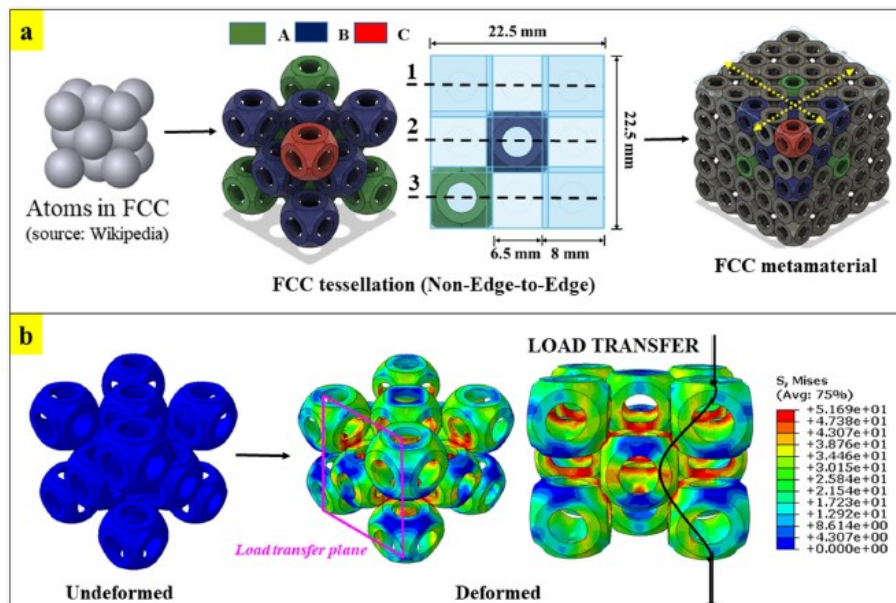 a
A
B
C
22.5 mm
1
2
3
22.5 mm
6.5 mm
8 mm
Atoms in FCC
(source: Wikipedia)
FCC tessellation (Non-Edge-to-Edge)
FCC metamaterial
b
LOAD TRANSFER
S, Mises
(Avg: 75%)
+5.169e+01
+4.738e+01
+4.307e+01
+3.876e+01
+3.446e+01
+3.015e+01
+2.584e+01
+2.154e+01
+1.723e+01
+1.292e+01
+8.614e+00
+4.307e+00
+0.000e+00
Load transfer plane
Undeformed
Deformed